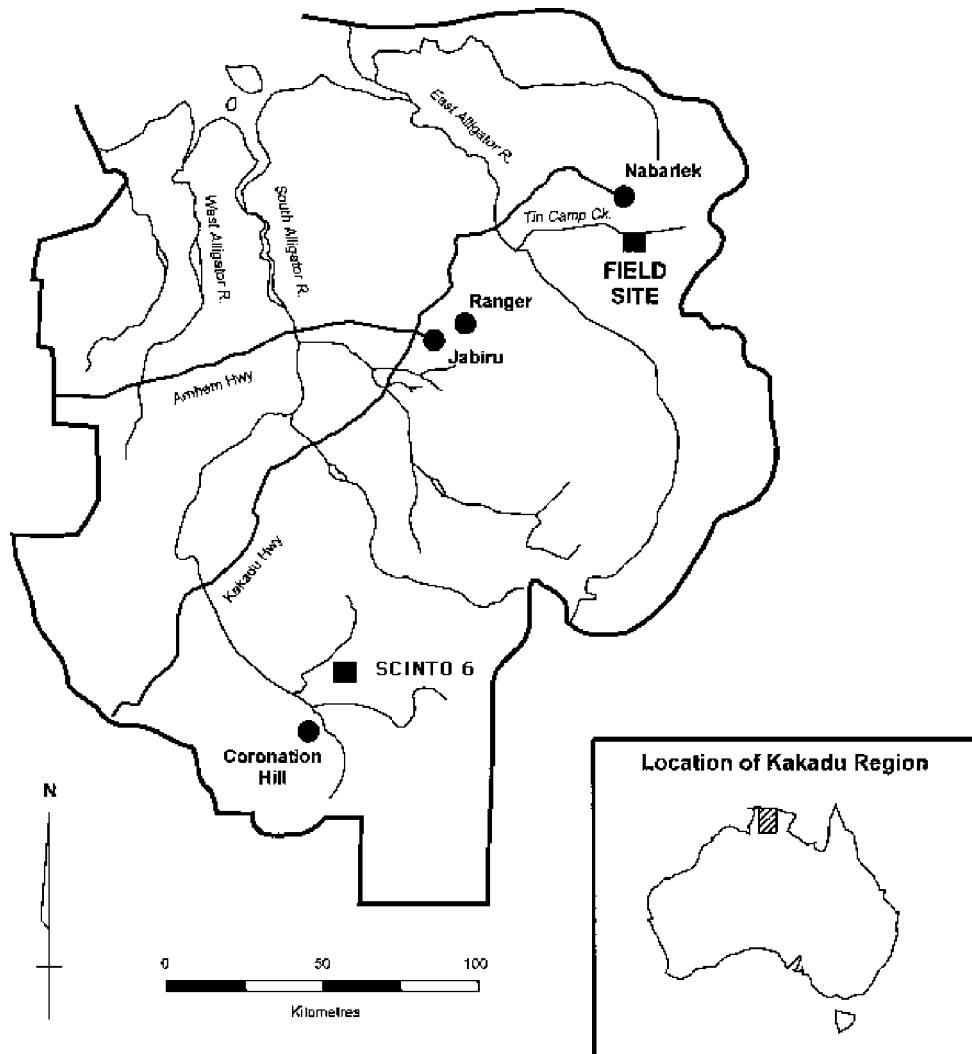 East Alligator R.
Nabarlek
Tin Camp Ck.
West Alligator R.
South Alligator R.
FIELD
SITE
Ranger
Jabiru
Arnhem Hwy
Kakadu Hwy
SCINTO 6
Coronation
Hill
N
0 50 100
Kilometres
Location of Kakadu Region